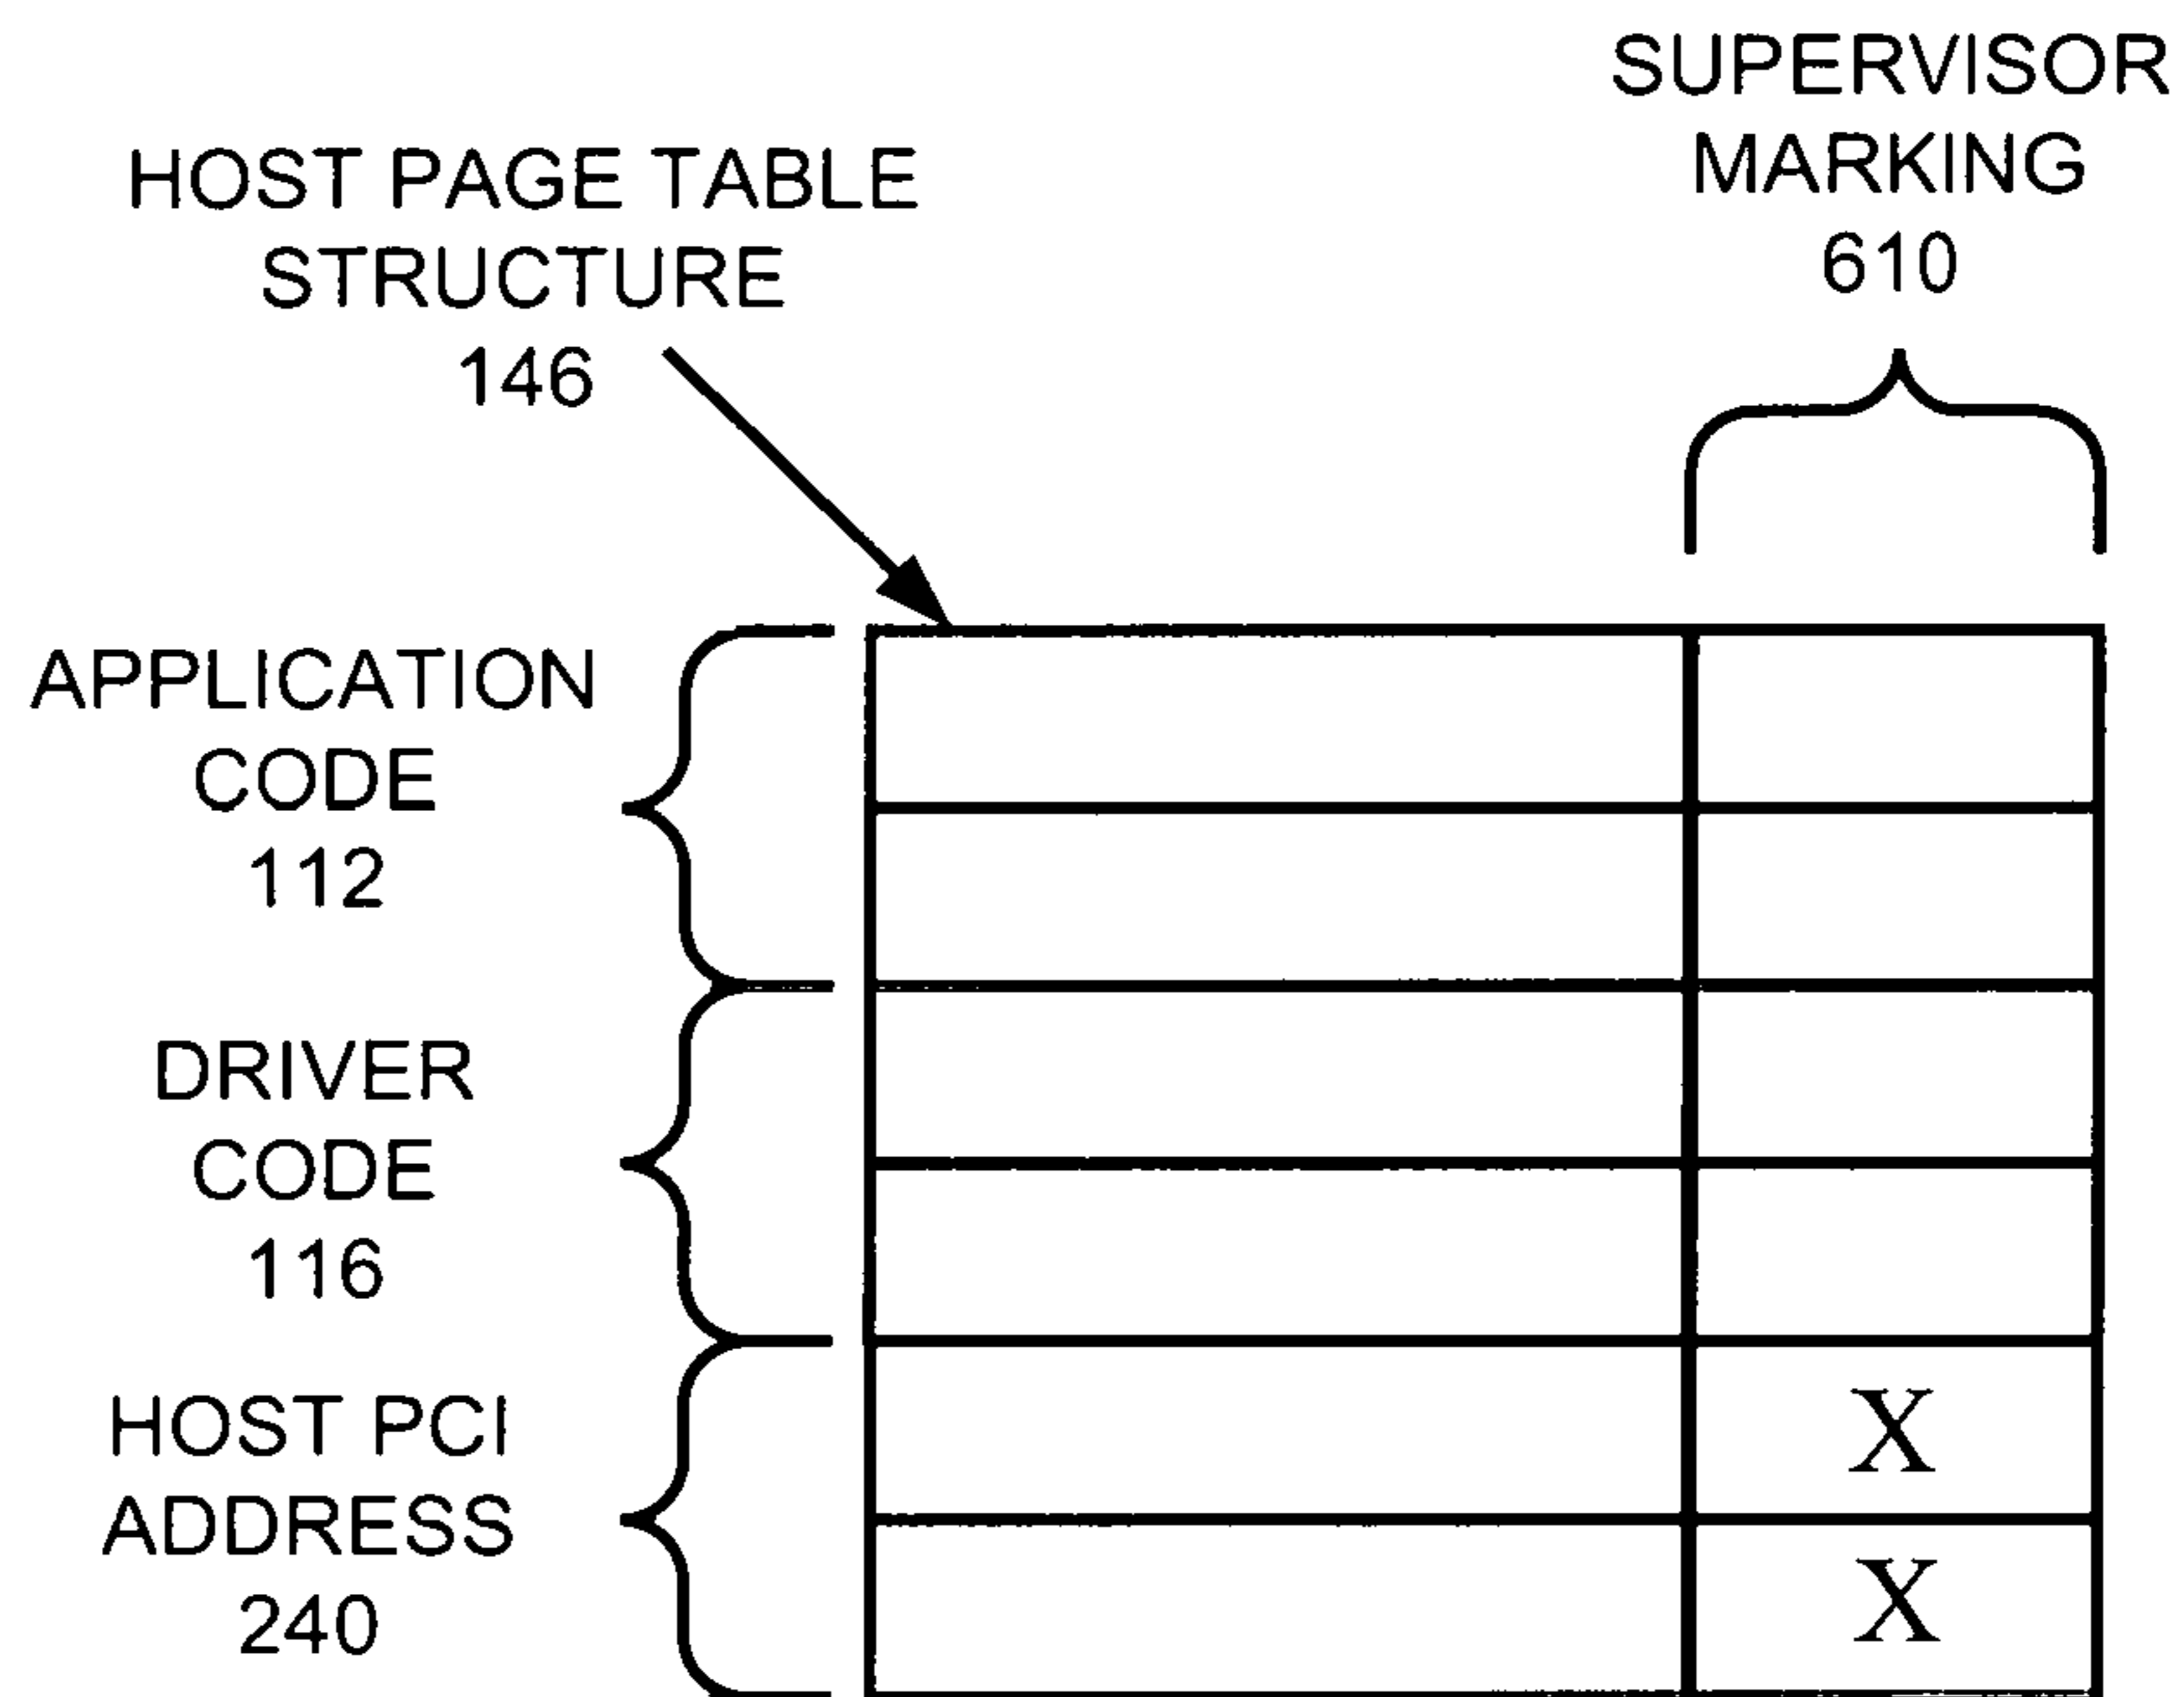 SUPERVISOR
MARKING
610
HOST PAGE TABLE
STRUCTURE
146
APPLICATION
CODE
112
DRIVER
CODE
116
HOST PCI
ADDRESS
240
X
X